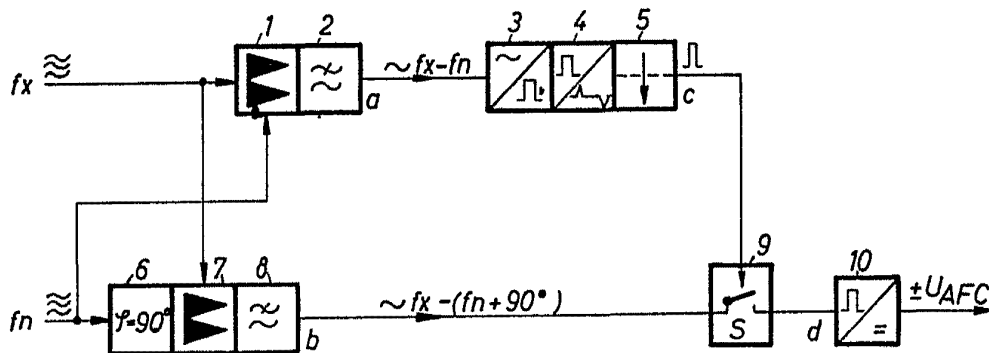 1 2 3 4 5
fx
a
~fx-fn
c
6 7 8 9 10
fn
φ=90°
b
~fx-(fn+90°)
S
d
=
±UAFC